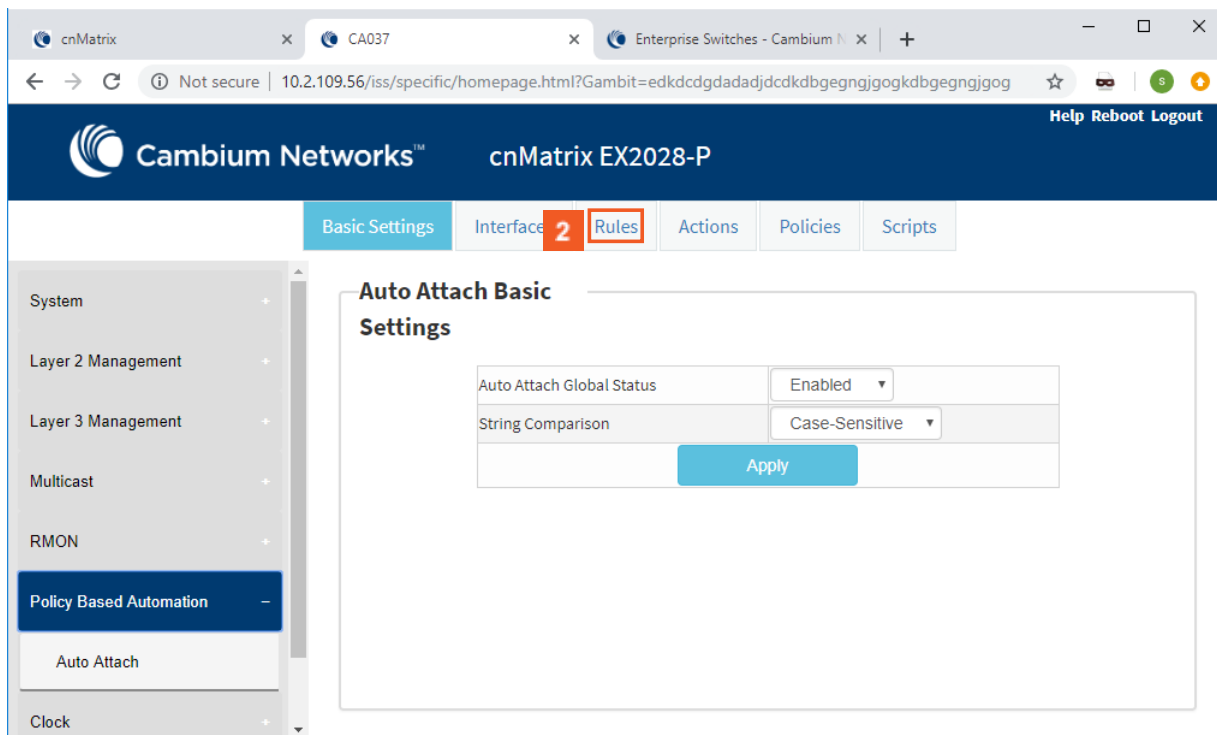 cnMatrix
CA037
Enterprise Switches - Cambium N
Not secure | 10.2.109.56/iss/specific/homepage.html?Gambit=edkdcdgdadadjdcdkdbgegngjgogkdbgegngjgog
S
Help Reboot Logout
Cambium Networks™
cnMatrix EX2028-P
Basic Settings
Interface
2
Rules
Actions
Policies
Scripts
System
Layer 2 Management
Layer 3 Management
Multicast
RMON
Policy Based Automation
Auto Attach
Clock
Auto Attach Basic
Settings
Auto Attach Global Status
Enabled
String Comparison
Case-Sensitive
Apply